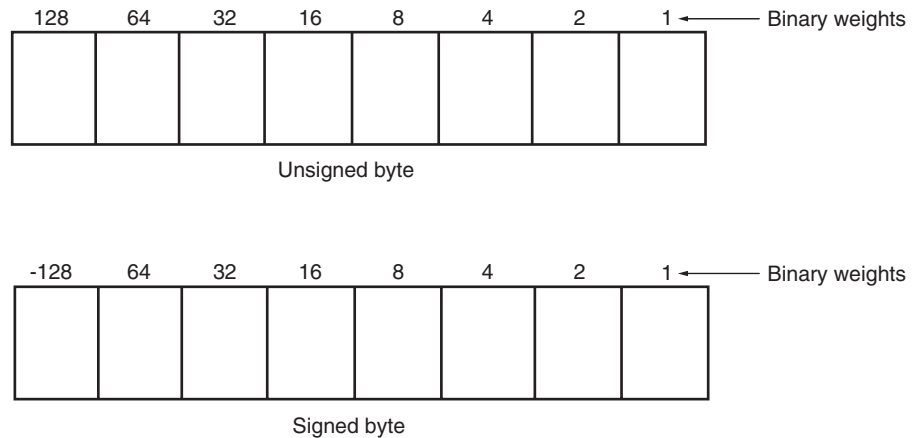 128 64 32 16 8 4 2 1 Binary weights
Unsigned byte
-128 64 32 16 8 4 2 1 Binary weights
Signed byte